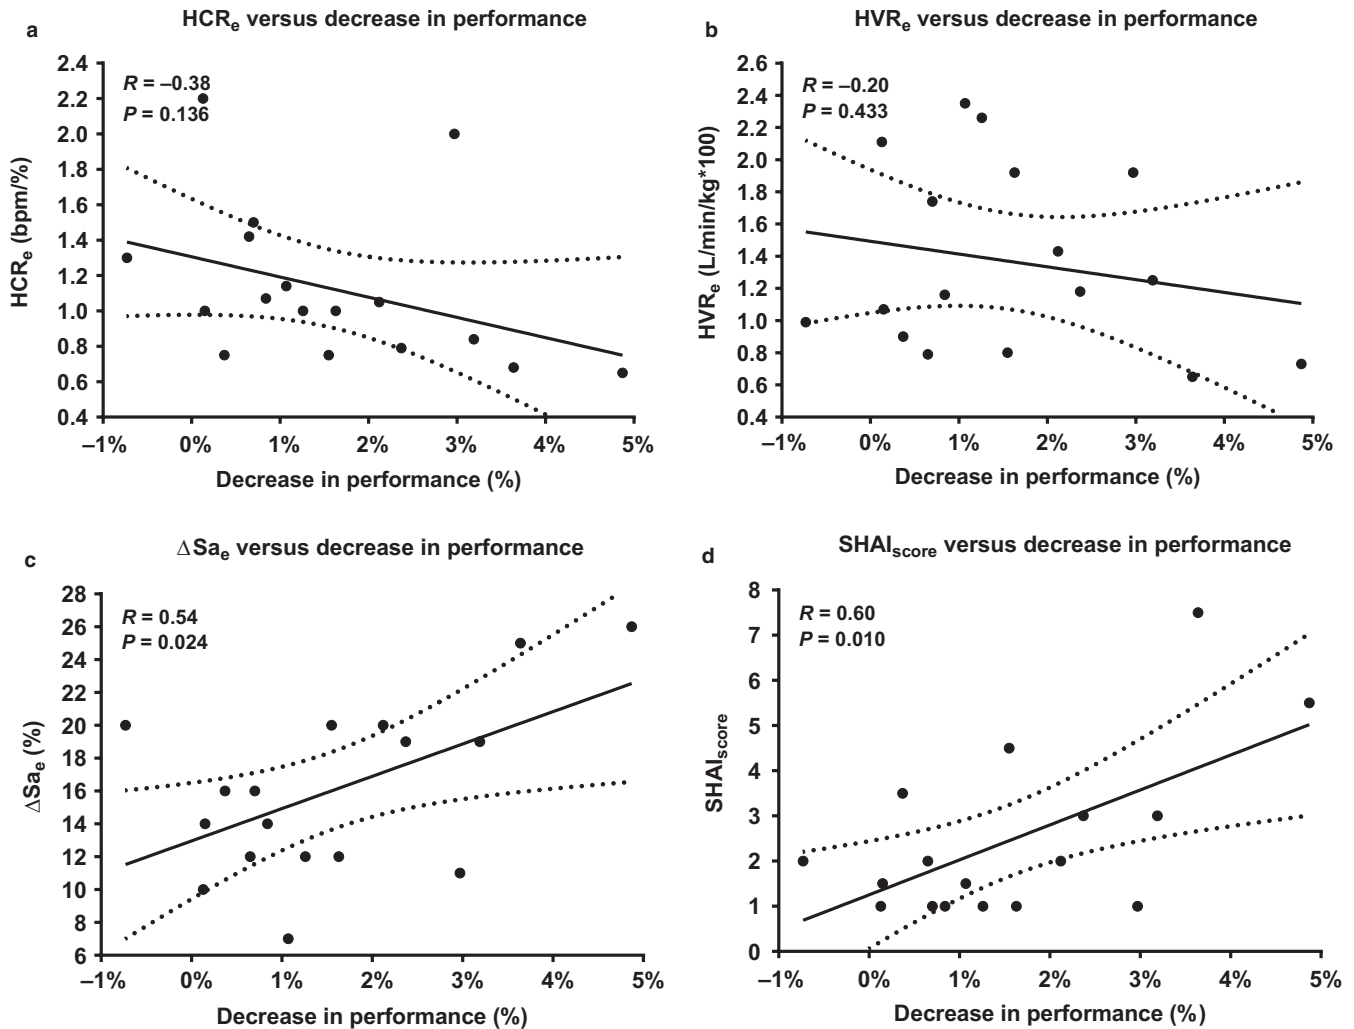 a
HCRe versus decrease in performance
R = –0.38
P = 0.136
2.4
2.2
2.0
1.8
1.6
1.4
1.2
1.0
0.8
0.6
0.4
HCRe (bpm/%)
–1% 0% 1% 2% 3% 4% 5%
Decrease in performance (%)
b
HVRe versus decrease in performance
R = –0.20
P = 0.433
2.6
2.4
2.2
2.0
1.8
1.6
1.4
1.2
1.0
0.8
0.6
0.4
HVRe (L/min/kg*100)
–1% 0% 1% 2% 3% 4% 5%
Decrease in performance (%)
c
ΔSae versus decrease in performance
R = 0.54
P = 0.024
28
26
24
22
20
18
16
14
12
10
8
6
ΔSae (%)
–1% 0% 1% 2% 3% 4% 5%
Decrease in performance (%)
d
SHAIscore versus decrease in performance
R = 0.60
P = 0.010
8
7
6
5
4
3
2
1
0
SHAIscore
–1% 0% 1% 2% 3% 4% 5%
Decrease in performance (%)